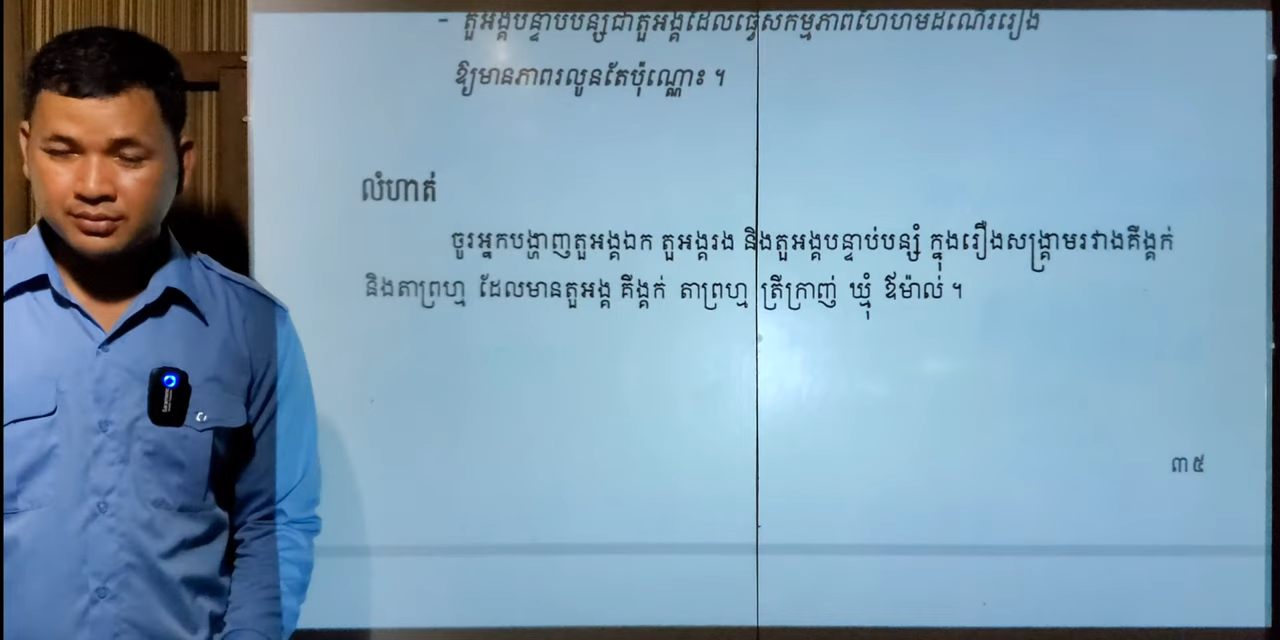 - តួអង្គបន្ទាប់បន្សំជាតួអង្គដែលធ្វើសកម្មភាពហែហមដំណើររឿង
ឱ្យមានភាពរលូនតែប៉ុណ្ណោះ ។
លំហាត់
ចូរអ្នកបង្ហាញតួអង្គឯក តួអង្គរង និងតួអង្គបន្ទាប់បន្សំ ក្នុងរឿងសង្គ្រាមរវាងគីង្គក់
និងតាព្រហ្ម ដែលមានតួអង្គ គីង្គក់ តាព្រហ្ម ត្រីក្រាញ់ ឃ្មុំ ឪម៉ាល់ ។
៣៥